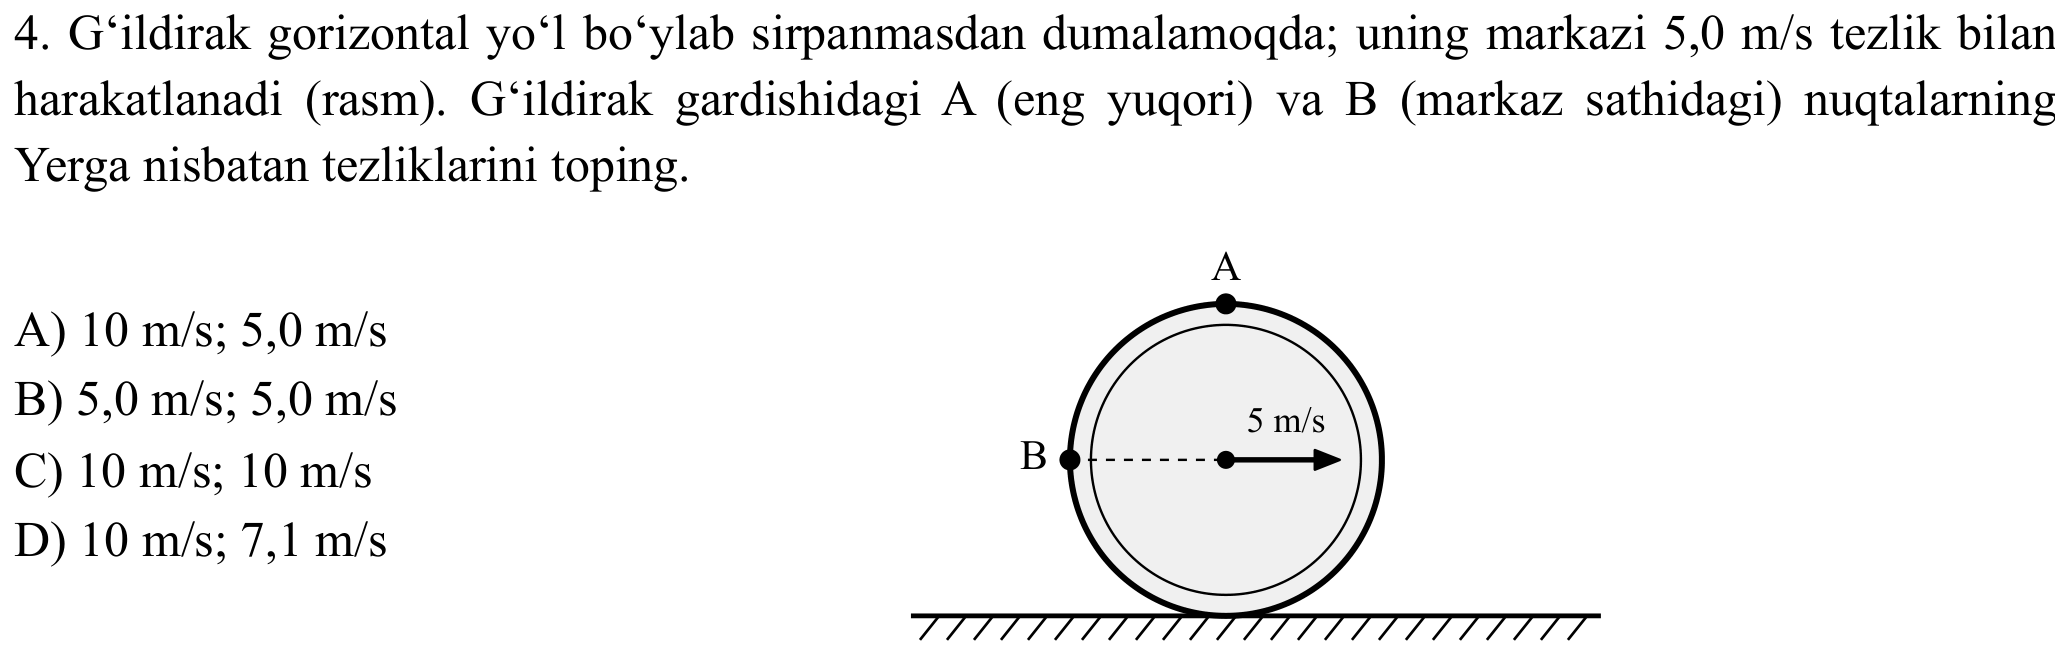 4. G‘ildirak gorizontal yo‘l bo‘ylab sirpanmasdan dumalamoqda; uning markazi 5,0 m/s tezlik bilan
harakatlanadi (rasm). G‘ildirak gardishidagi A (eng yuqori) va B (markaz sathidagi) nuqtalarning
Yerga nisbatan tezliklarini toping.
A) 10 m/s; 5,0 m/s
B) 5,0 m/s; 5,0 m/s
C) 10 m/s; 10 m/s
D) 10 m/s; 7,1 m/s
A
5 m/s
B